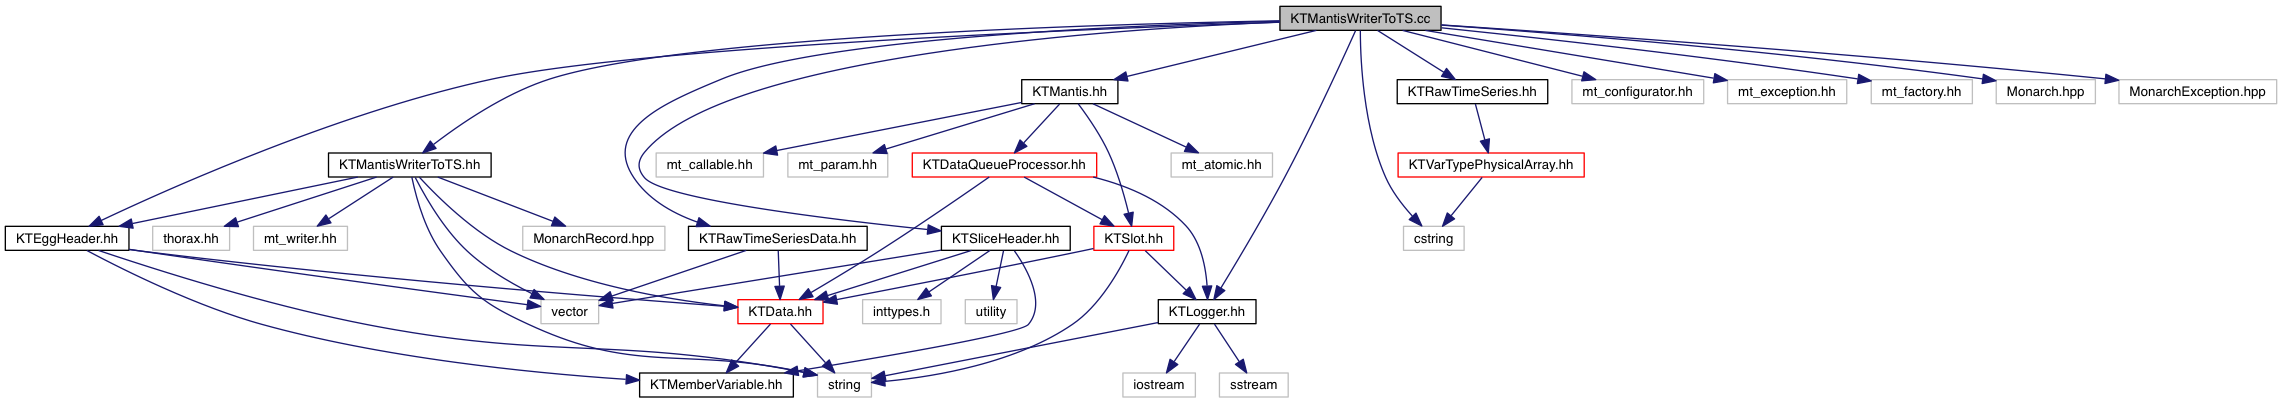 KTMantisWriterToTS.cc
KTMantis.hh
KTRawTimeSeries.hh
mt_configurator.hh
mt_exception.hh
mt_factory.hh
Monarch.hpp
MonarchException.hpp
KTMantisWriterToTS.hh
mt_callable.hh
mt_param.hh
KTDataQueueProcessor.hh
mt_atomic.hh
KTVarTypePhysicalArray.hh
KTEggHeader.hh
thorax.hh
mt_writer.hh
MonarchRecord.hpp
KTRawTimeSeriesData.hh
KTSliceHeader.hh
KTSlot.hh
cstring
vector
KTData.hh
inttypes.h
utility
KTLogger.hh
KTMemberVariable.hh
string
iostream
sstream